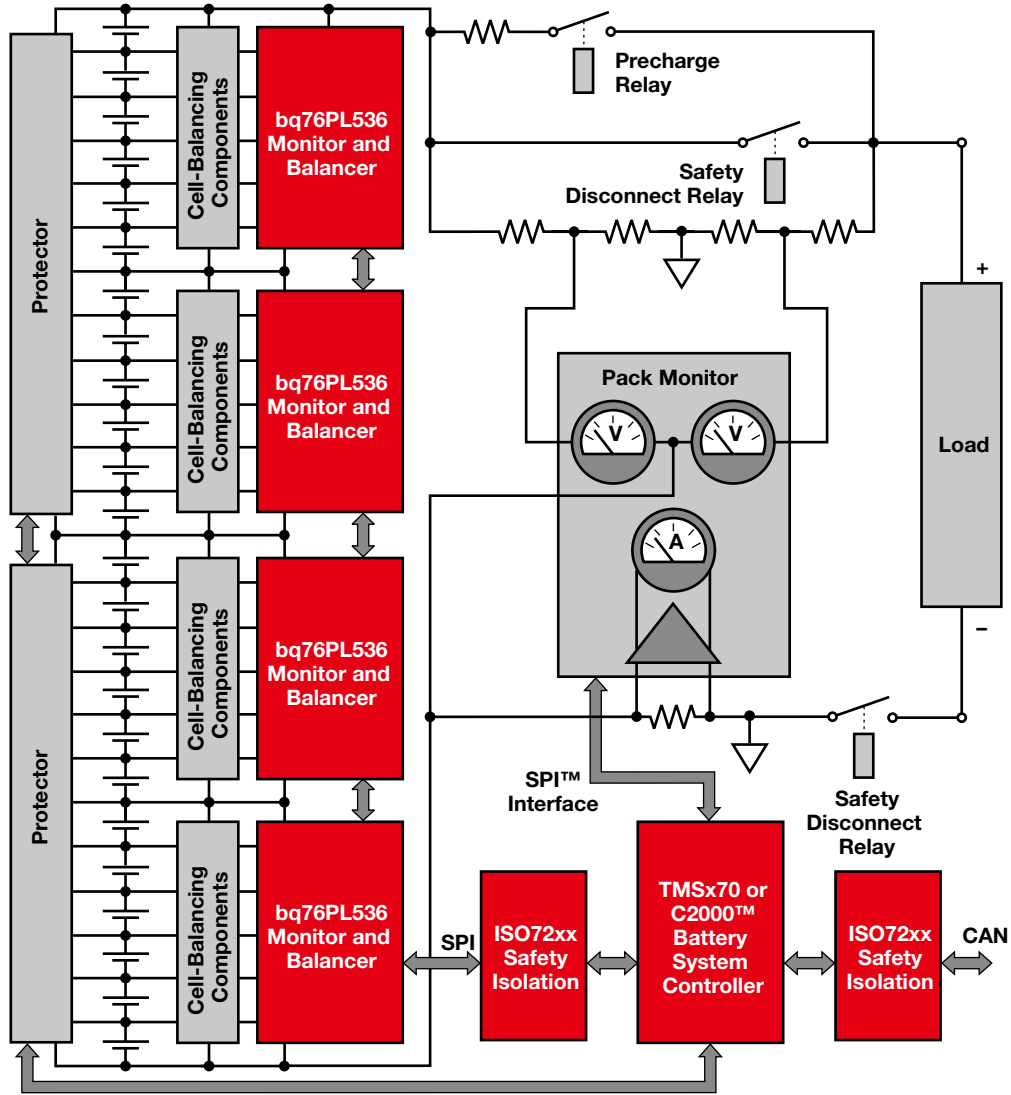 Protector
Cell-Balancing
Components
bq76PL536
Monitor and
Balancer
Cell-Balancing
Components
bq76PL536
Monitor and
Balancer
Protector
Cell-Balancing
Components
bq76PL536
Monitor and
Balancer
Cell-Balancing
Components
bq76PL536
Monitor and
Balancer
Precharge
Relay
Safety
Disconnect Relay
Pack Monitor
V
V
A
+
Load
–
SPI™
Interface
Safety
Disconnect
Relay
SPI
ISO72xx
Safety
Isolation
TMSx70 or
C2000™
Battery
System
Controller
ISO72xx
Safety
Isolation
CAN